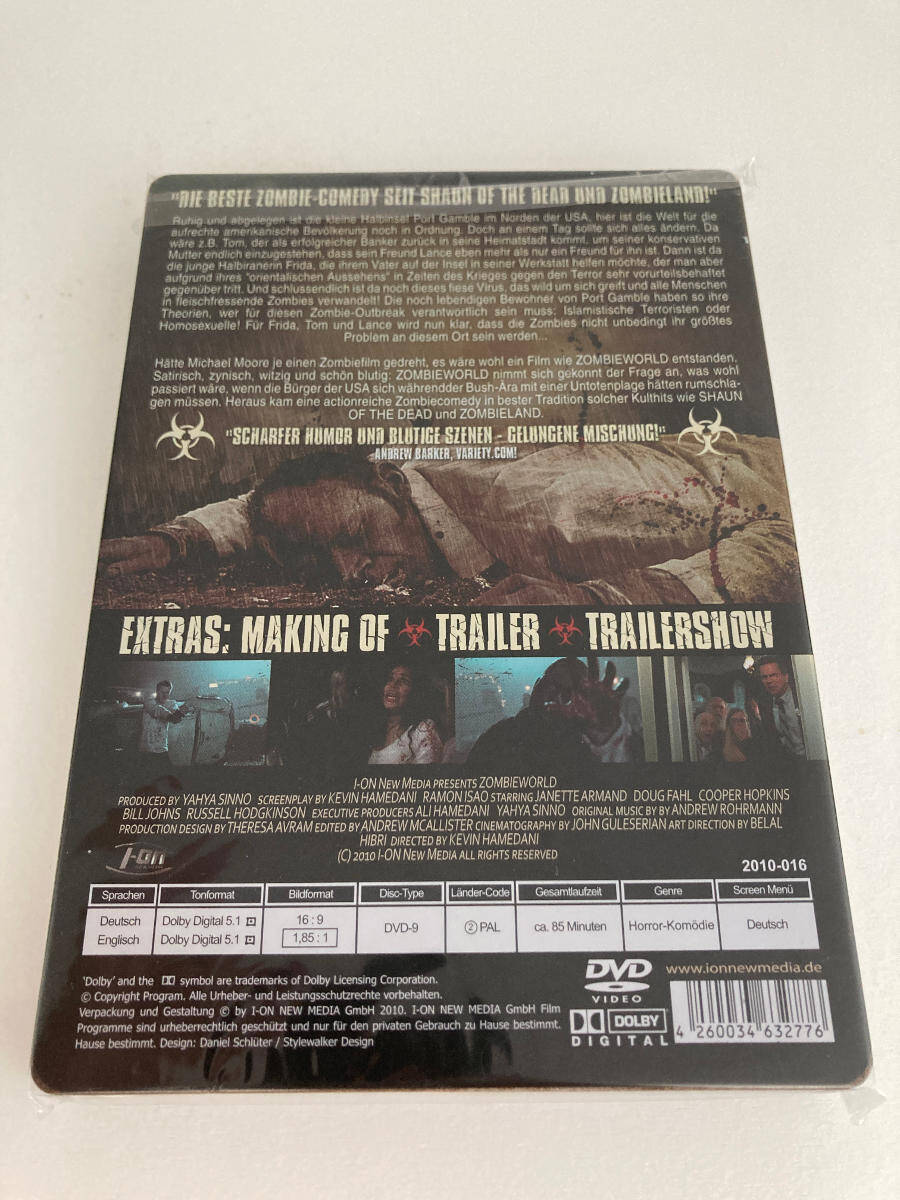 "DIE BESTE ZOMBIE-COMEDY SEIT SHAUN OF THE DEAD UND ZOMBIELAND!"
Ruhig und abgelegen ist die kleine Halbinsel Port Gamble im Norden der USA, hier ist die Welt für die
aufrechte amerikanische Bevölkerung noch in Ordnung. Doch an einem Tag sollte sich alles ändern. Da
wäre z.B. Tom, der als erfolgreicher Banker zurück in seine Heimatstadt kommt, um seiner konservativen
Mutter endlich einzugestehen, dass sein Freund Lance eben mehr als nur ein Freund für ihn ist. Dann ist da
die junge Halbiranerin Frida, die ihrem Vater auf der Insel in seiner Werkstatt helfen möchte, der man aber
aufgrund ihres "orientalischen Aussehens" in Zeiten des Krieges gegen den Terror sehr vorurteilsbehaftet
gegenüber tritt. Und schlussendlich ist da noch dieses fiese Virus, das wild um sich greift und alle Menschen
in fleischfressende Zombies verwandelt! Die noch lebendigen Bewohner von Port Gamble haben so ihre
Theorien, wer für diesen Zombie-Outbreak verantwortlich sein muss: Islamistische Terroristen oder
Homosexuelle! Für Frida, Tom und Lance wird nun klar, dass die Zombies nicht unbedingt ihr größtes
Problem an diesem Ort sein werden...
Hätte Michael Moore je einen Zombiefilm gedreht, es wäre wohl ein Film wie ZOMBIEWORLD entstanden.
Satirisch, zynisch, witzig und schön blutig: ZOMBIEWORLD nimmt sich gekonnt der Frage an, was wohl
passiert wäre, wenn die Bürger der USA sich währendder Bush-Ära mit einer Untotenplage hätten rumschla-
gen müssen. Heraus kam eine actionreiche Zombiecomedy in bester Tradition solcher Kulthits wie SHAUN
OF THE DEAD und ZOMBIELAND.
"SCHARFER HUMOR UND BLUTIGE SZENEN - GELUNGENE MISCHUNG!"
ANDREW BARKER, VARIETY.COM!
EXTRAS: MAKING OF TRAILER TRAILERSHOW
I-ON NEW MEDIA PRESENTS ZOMBIEWORLD
PRODUCED BY YAHYA SINNO SCREENPLAY BY KEVIN HAMEDANI RAMON ISAO STARRING JANETTE ARMAND DOUG FAHL COOPER HOPKINS
BILL JOHNS RUSSELL HODGKINSON EXECUTIVE PRODUCERS ALI HAMEDANI YAHYA SINNO ORIGINAL MUSIC BY BY ANDREW ROHRMANN
PRODUCTION DESIGN BY THERESA AVRAM EDITED BY ANDREW MCALLISTER CINEMATOGRAPHY BY JOHN GULESERIAN ART DIRECTION BY BELAL
HIBRI DIRECTED BY KEVIN HAMEDANI
(C) 2010 I-ON NEW MEDIA ALL RIGHTS RESERVED
I-ON
2010-016
Sprachen Tonformat Bildformat Disc-Type Länder-Code Gesamtlaufzeit Genre Screen Menü
Deutsch Dolby Digital 5.1 16 : 9 DVD-9 2 PAL ca. 85 Minuten Horror-Komödie Deutsch
Englisch Dolby Digital 5.1 1,85 : 1
'Dolby' and the symbol are trademarks of Dolby Licensing Corporation.
© Copyright Program. Alle Urheber- und Leistungsschutzrechte vorbehalten.
Verpackung und Gestaltung © by I-ON NEW MEDIA GmbH 2010. I-ON NEW MEDIA GmbH Film
Programme sind urheberrechtlich geschützt und nur für den privaten Gebrauch zu Hause bestimmt.
Hause bestimmt. Design: Daniel Schlüter / Stylewalker Design
DVD
VIDEO
DOLBY
DIGITAL
www.ionnewmedia.de
4 260034 632776